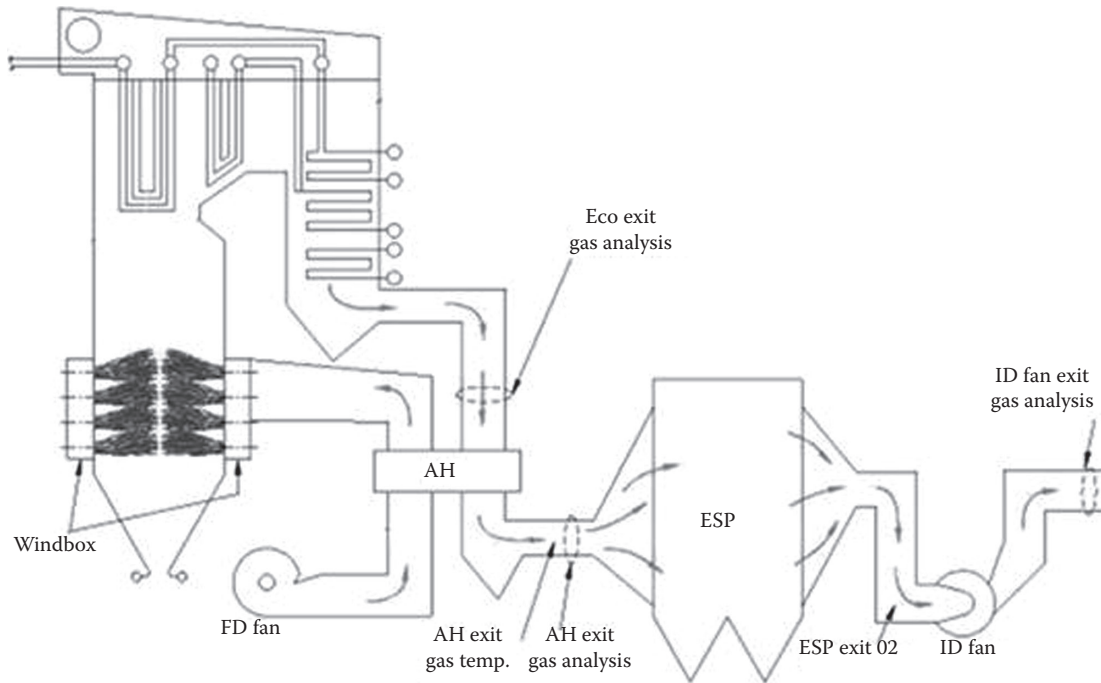 Eco exit
gas analysis
ID fan exit
gas analysis
AH
ESP
Windbox
FD fan
AH exit
gas temp.
AH exit
gas analysis
ESP exit 02
ID fan